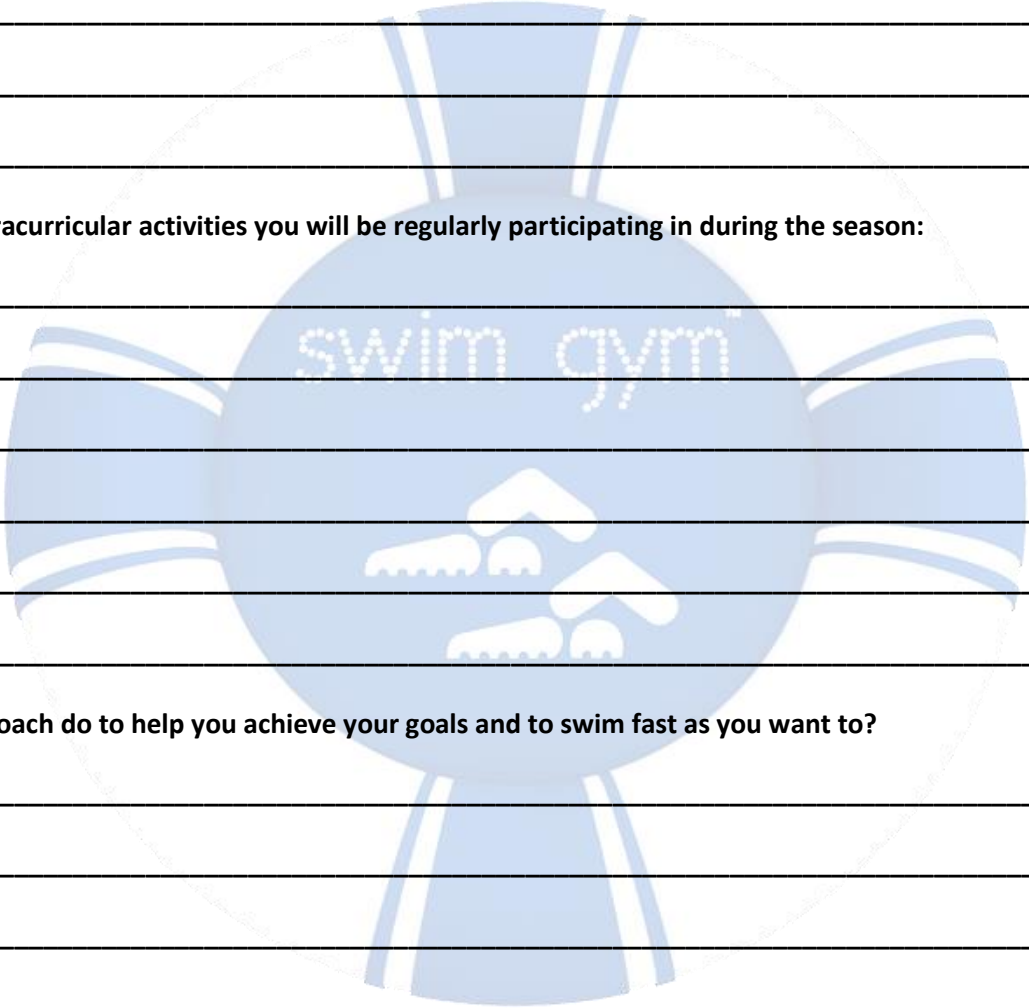 racurricular activities you will be regularly participating in during the season:
swim gym™
oach do to help you achieve your goals and to swim fast as you want to?